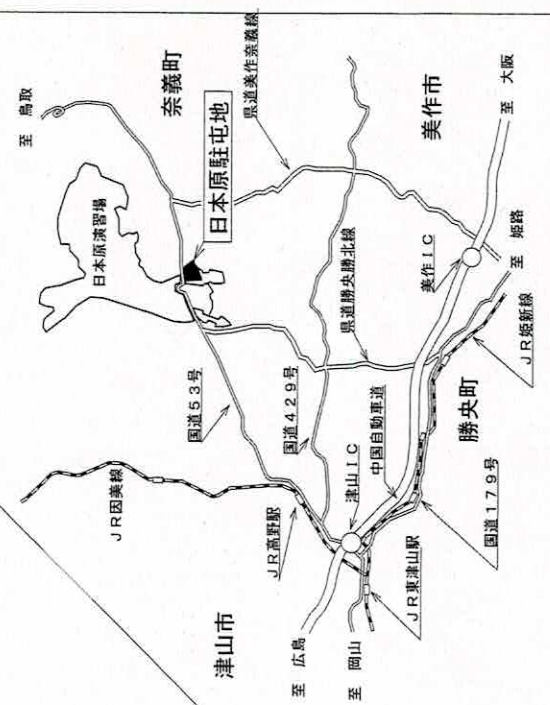 至 鳥取
奈義町
日本原演習場
日本原駐屯地
県道美作奈義線
美作市
至 大阪
国道53号
県道勝央勝北線
美作IC
至 姫路
JR因美線
国道429号
中国自動車道
JR姫新線
勝央町
JR高野駅
津山IC
国道179号
津山市
JR東津山駅
至 広島
至 岡山